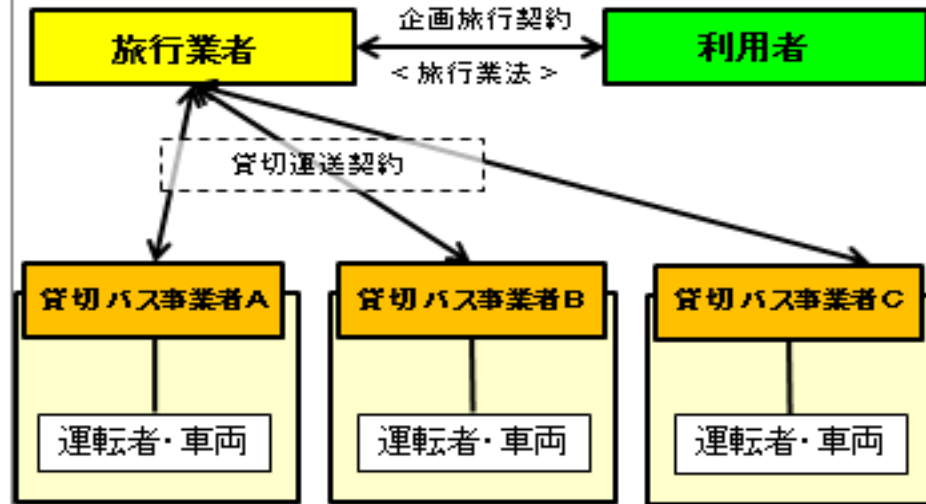 企画旅行契約
旅行業者
利用者
＜旅行業法＞
貸切運送契約
貸切バス事業者A
貸切バス事業者B
貸切バス事業者C
運転者・車両
運転者・車両
運転者・車両